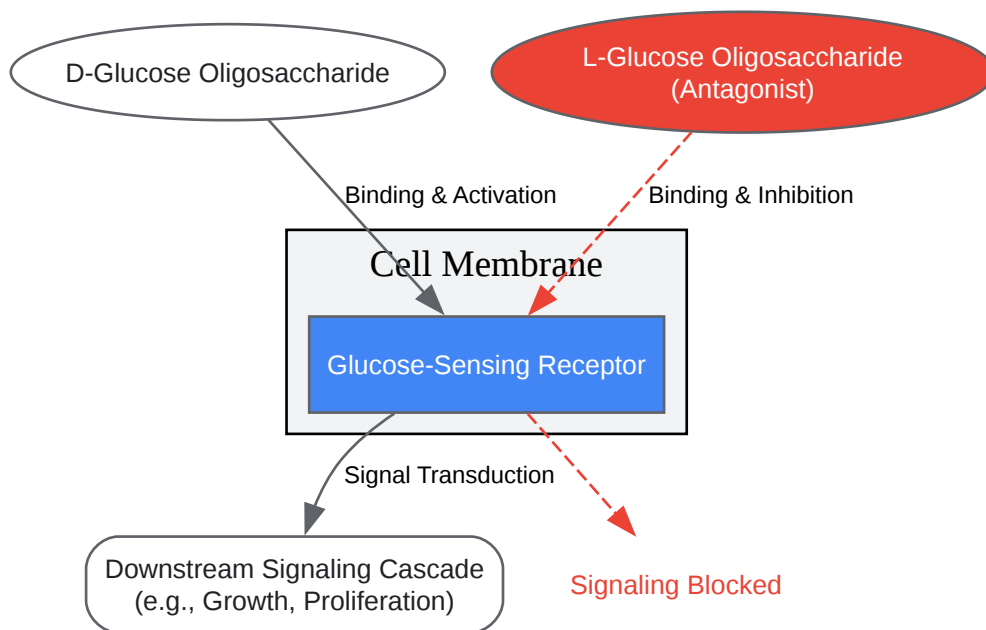 D-Glucose Oligosaccharide
L-Glucose Oligosaccharide
(Antagonist)
Binding & Activation
Binding & Inhibition
Cell Membrane
Glucose-Sensing Receptor
Signal Transduction
Downstream Signaling Cascade
(e.g., Growth, Proliferation)
Signaling Blocked